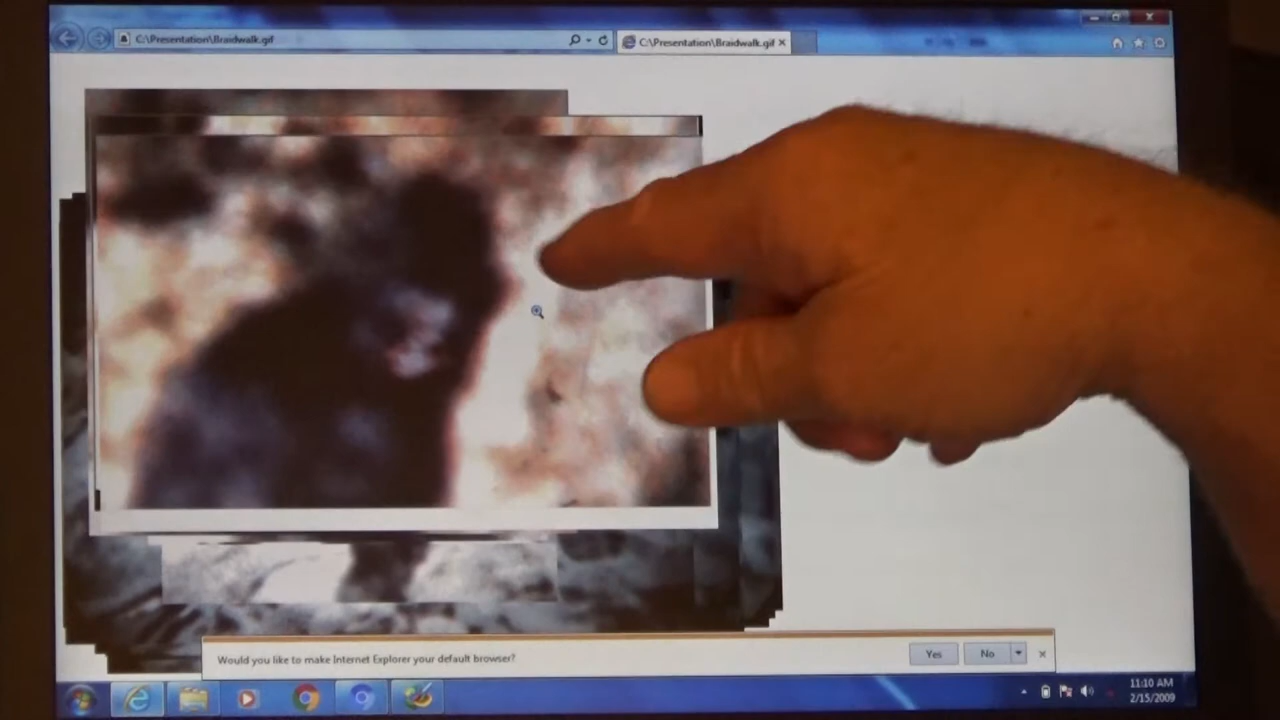 C:\Presentation\Braidwalk.gif
C:\Presentation\Braidwalk.gif
Would you like to make Internet Explorer your default browser?
Yes
No
11:10 AM
2/15/2009